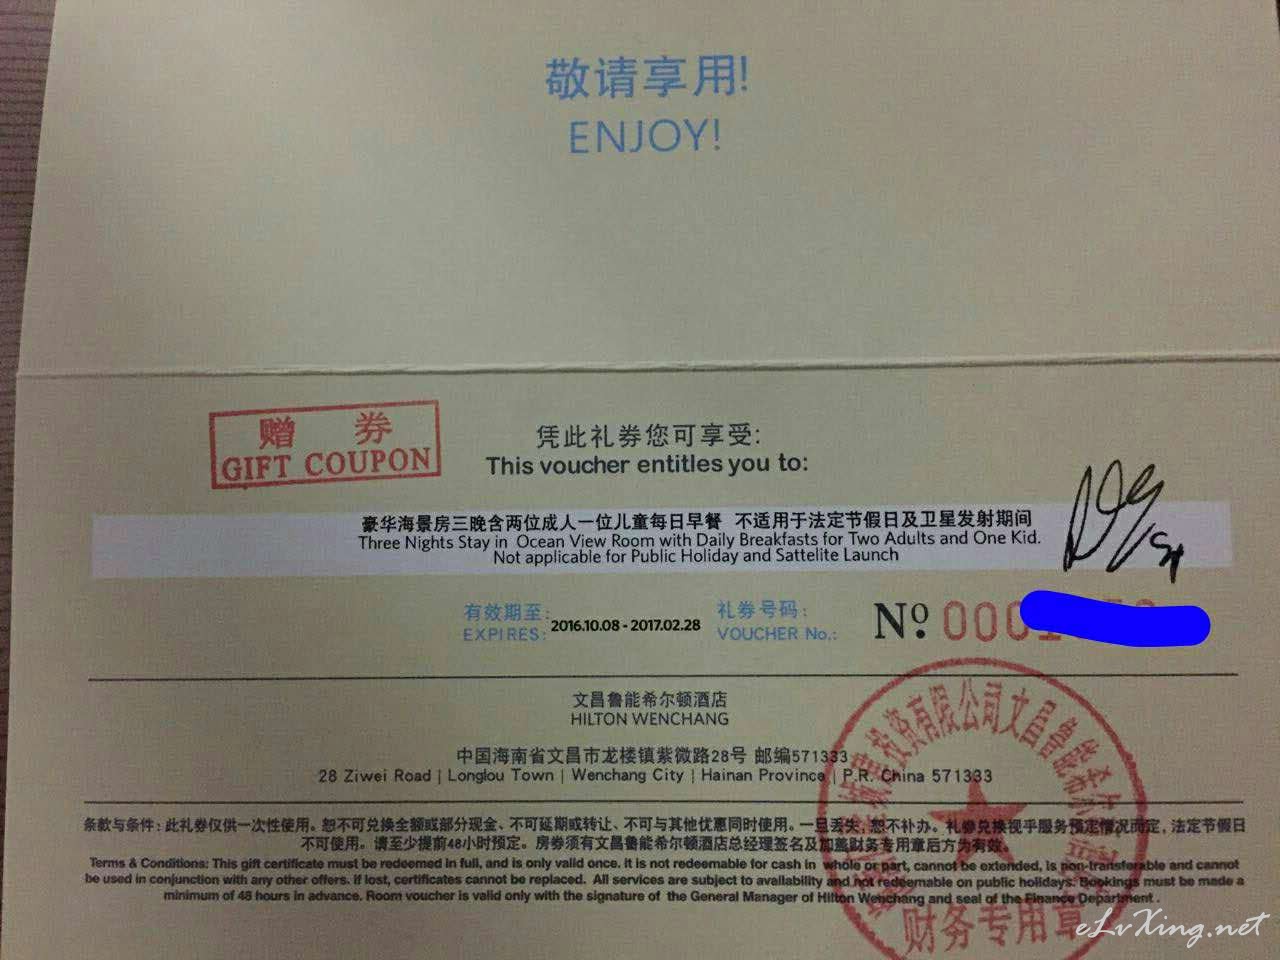 敬请享用!
ENJOY!
赠 券
GIFT COUPON
凭此礼券您可享受:
This voucher entitles you to:
豪华海景房三晚含两位成人一位儿童每日早餐 不适用于法定节假日及卫星发射期间
Three Nights Stay in Ocean View Room with Daily Breakfasts for Two Adults and One Kid.
Not applicable for Public Holiday and Sattelite Launch
有效期至: 2016.10.08 - 2017.02.28 礼券号码:
EXPIRES: VOUCHER No.: № 0001
文昌鲁能希尔顿酒店
HILTON WENCHANG
中国海南省文昌市龙楼镇紫微路28号 邮编571333
28 Ziwei Road | Longlou Town | Wenchang City | Hainan Province | P.R. China 571333
条款与条件: 此礼券仅供一次性使用。恕不可兑换全额或部分现金、不可延期或转让、不可与其他优惠同时使用。一旦丢失, 恕不补办。礼券兑换视乎服务预定情况而定, 法定节假日
不可使用。请至少提前48小时预定。房券须有文昌鲁能希尔顿酒店总经理签名及加盖财务专用章后方为有效。
Terms & Conditions: This gift certificate must be redeemed in full, and is only valid once. It is not redeemable for cash in whole or part, cannot be extended, is non-transferable and cannot
be used in conjunction with any other offers. If lost, certificates cannot be replaced. All services are subject to availability and not redeemable on public holidays. Bookings must be made a
minimum of 48 hours in advance. Room voucher is valid only with the signature of the General Manager of Hilton Wenchang and seal of the Finance Department.
投资有限公司文昌鲁能希尔顿酒店
财务专用章
eLvXing.net